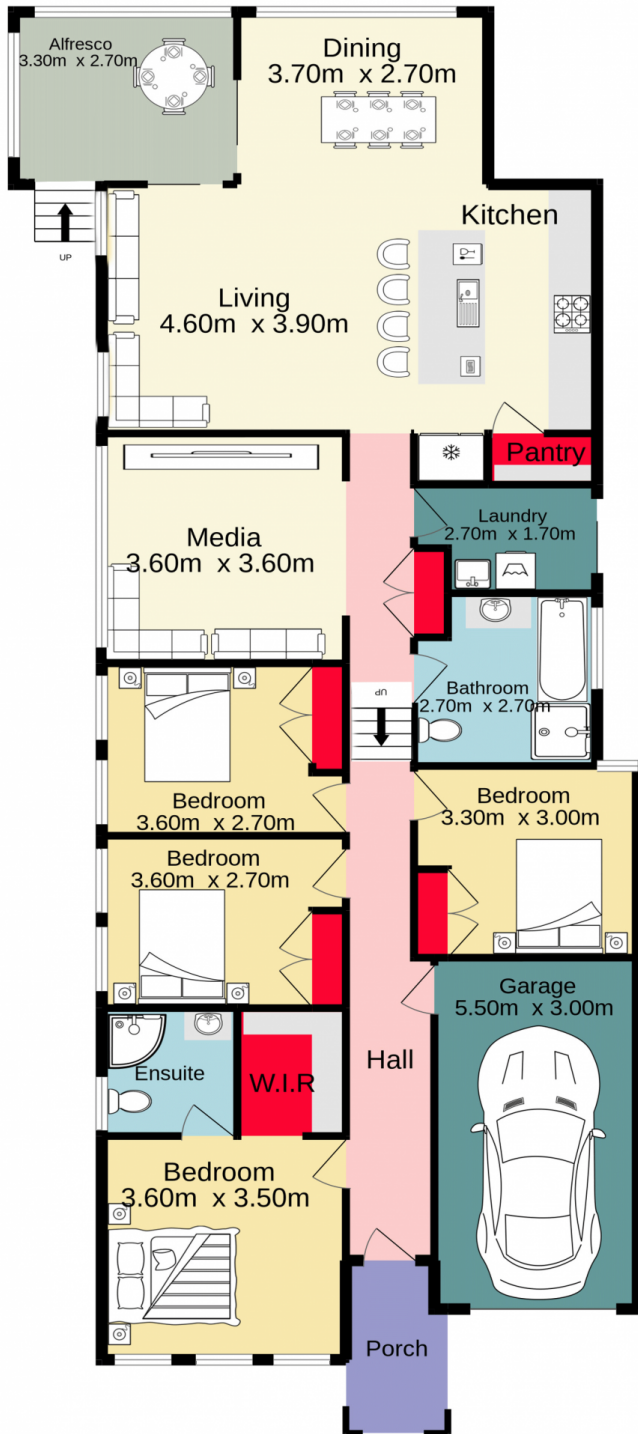 Alfresco
3.30m x 2.70m
Dining
3.70m x 2.70m
Kitchen
UP
Living
4.60m x 3.90m
Pantry
Media
3.60m x 3.60m
Laundry
2.70m x 1.70m
UP
Bathroom
2.70m x 2.70m
Bedroom
3.60m x 2.70m
Bedroom
3.30m x 3.00m
Bedroom
3.60m x 2.70m
Garage
5.50m x 3.00m
Hall
Ensuite
W.I.R
Bedroom
3.60m x 3.50m
Porch